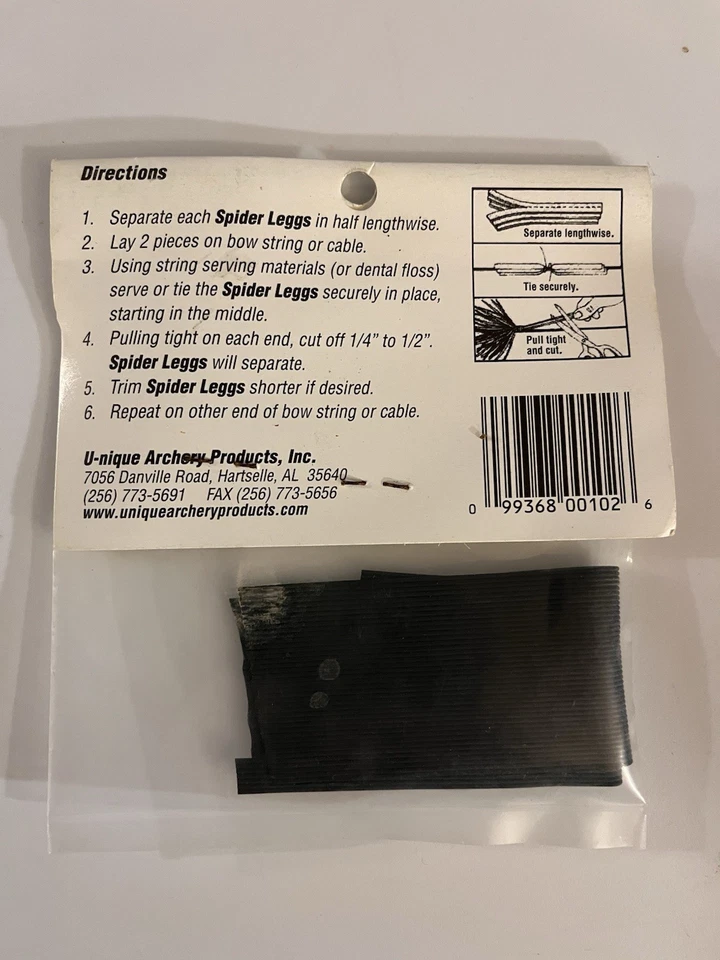 Directions
1. Separate each Spider Leggs in half lengthwise.
2. Lay 2 pieces on bow string or cable.
3. Using string serving materials (or dental floss)
serve or tie the Spider Leggs securely in place,
starting in the middle.
4. Pulling tight on each end, cut off 1/4" to 1/2".
Spider Leggs will separate.
5. Trim Spider Leggs shorter if desired.
6. Repeat on other end of bow string or cable.
U-nique Archery Products, Inc.
7056 Danville Road, Hartselle, AL 35640
(256) 773-5691 FAX (256) 773-5656
www.uniquearcheryproducts.com
Separate lengthwise.
Tie securely.
Pull tight
and cut.
0 99368 00102 6